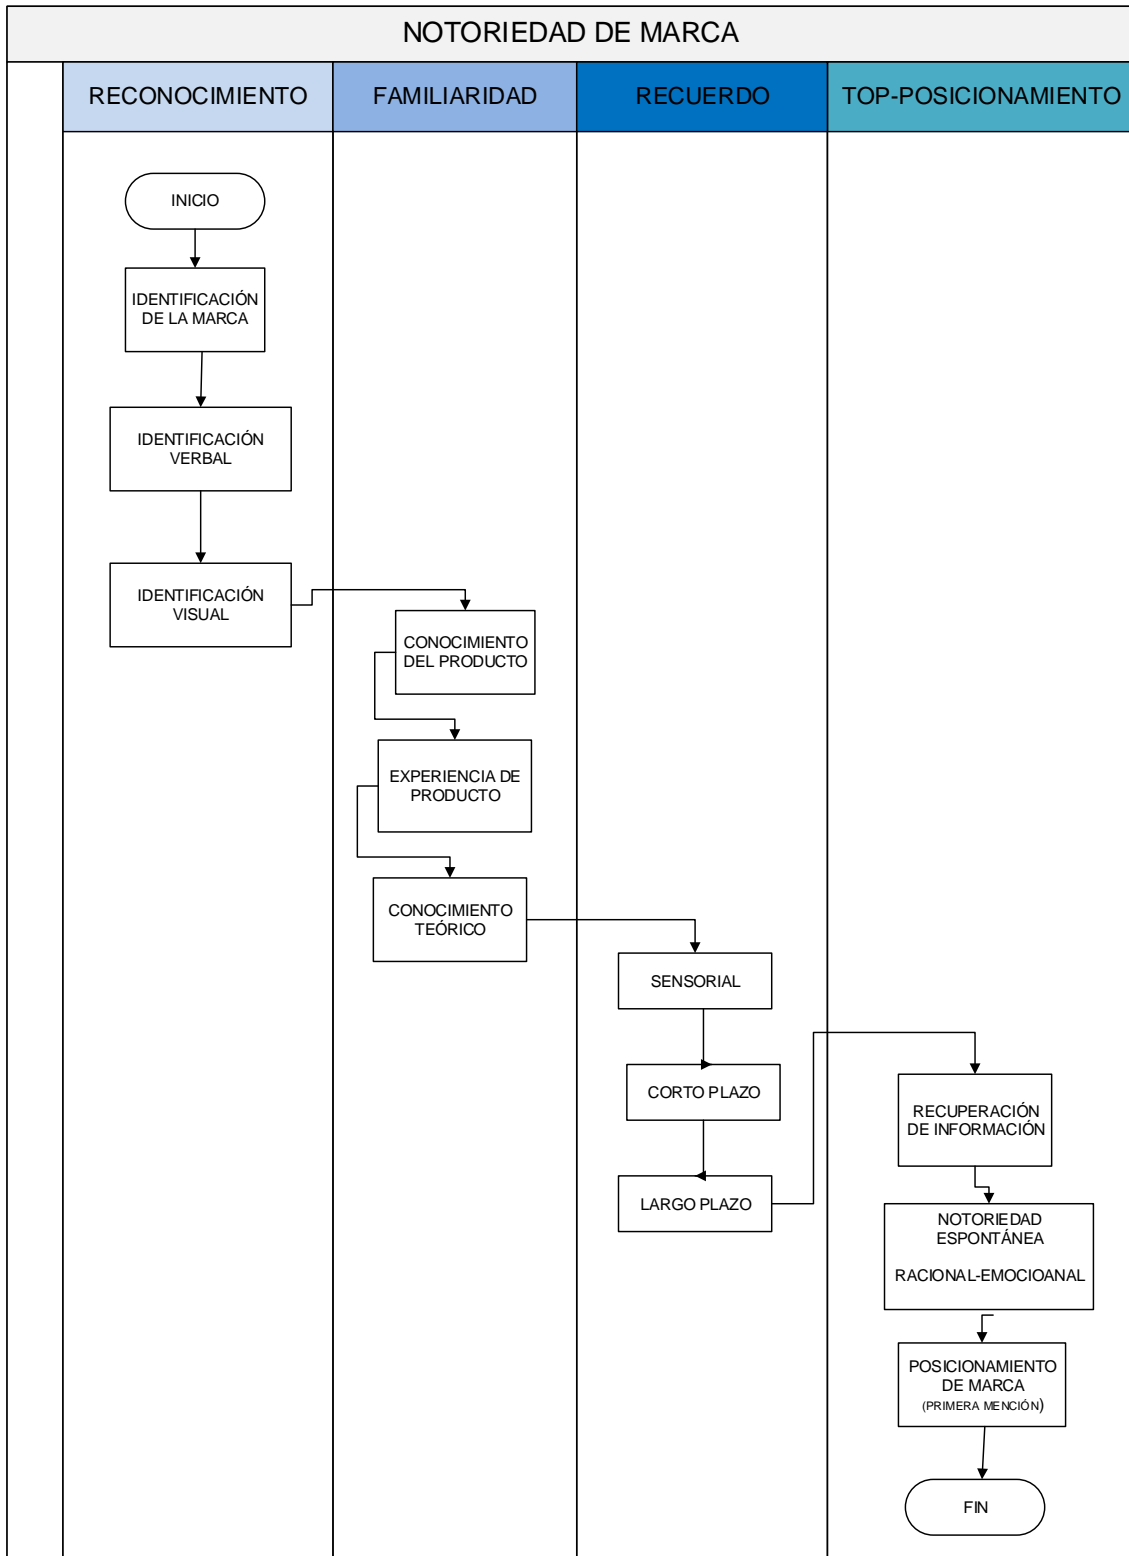 NOTORIEDAD DE MARCA
RECONOCIMIENTO
FAMILIARIDAD
RECUERDO
TOP-POSICIONAMIENTO
INICIO
IDENTIFICACIÓN
DE LA MARCA
IDENTIFICACIÓN
VERBAL
IDENTIFICACIÓN
VISUAL
CONOCIMIENTO
DEL PRODUCTO
EXPERIENCIA DE
PRODUCTO
CONOCIMIENTO
TEÓRICO
SENSORIAL
CORTO PLAZO
LARGO PLAZO
RECUPERACIÓN
DE INFORMACIÓN
NOTORIEDAD
ESPONTÁNEA
RACIONAL-EMOCIOANAL
POSICIONAMIENTO
DE MARCA
(PRIMERA MENCIÓN)
FIN